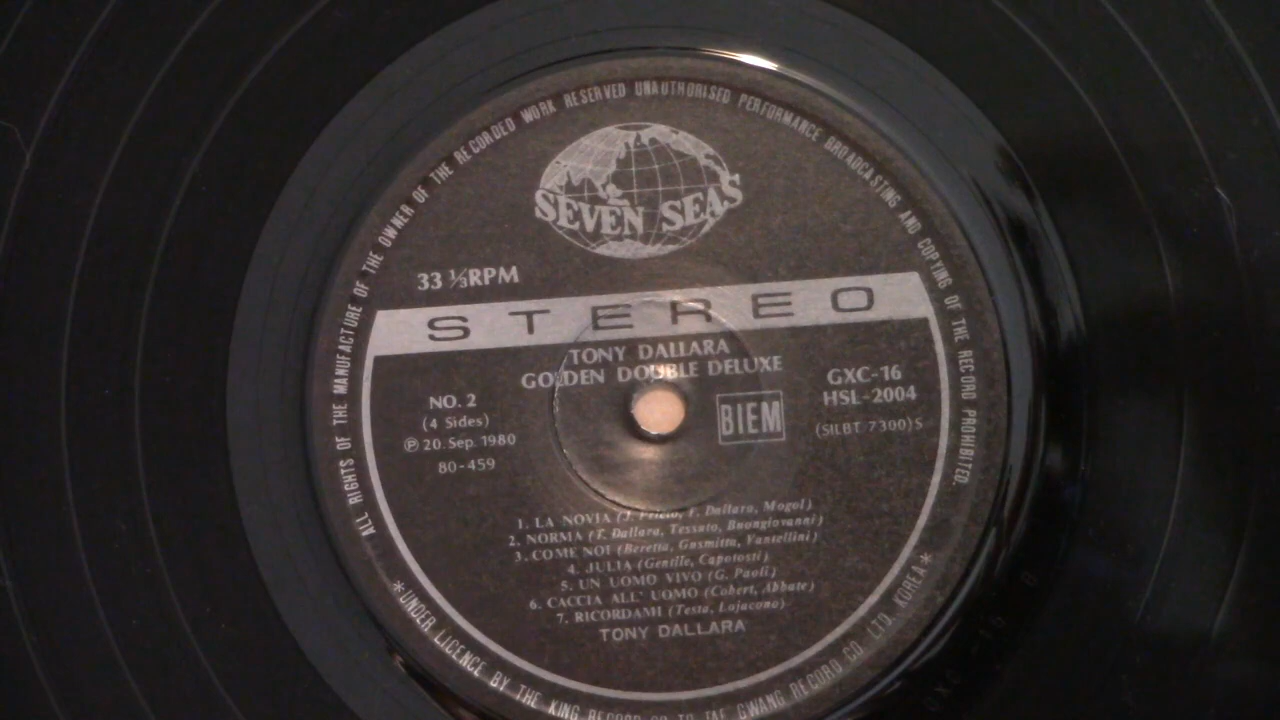 ALL RIGHTS OF THE MANUFACTURE OF THE OWNER OF THE RECORDED WORK RESERVED UNAUTHORISED PERFORMANCE BROADCASTING AND COPYING OF THE RECORD PROHIBITED.
SEVEN SEAS
33 ⅓RPM
STEREO
TONY DALLARA
GOLDEN DOUBLE DELUXE
NO. 2
(4 Sides)
Ⓟ 20. Sep. 1980
80-459
BIEM
GXC-16
HSL-2004
(SILBT 7300)S
1. LA NOVIA (J. Dallara, Mogol)
2. NORMA (T. Dallara, Tessuto, Buongiovanni)
3. COME NOI (Beretta, Gusmitta, Vantellini)
4. JULIA (Gentile, Capotosti)
5. UN UOMO VIVO (G. Paoli)
6. CACCIA ALL' UOMO (Cobert, Abbate)
7. RICORDAMI (Testa, Lojacono)
TONY DALLARA
*UNDER LICENCE BY THE KING RECORD CO TO TAE GWANG RECORD CO LTD. KOREA*